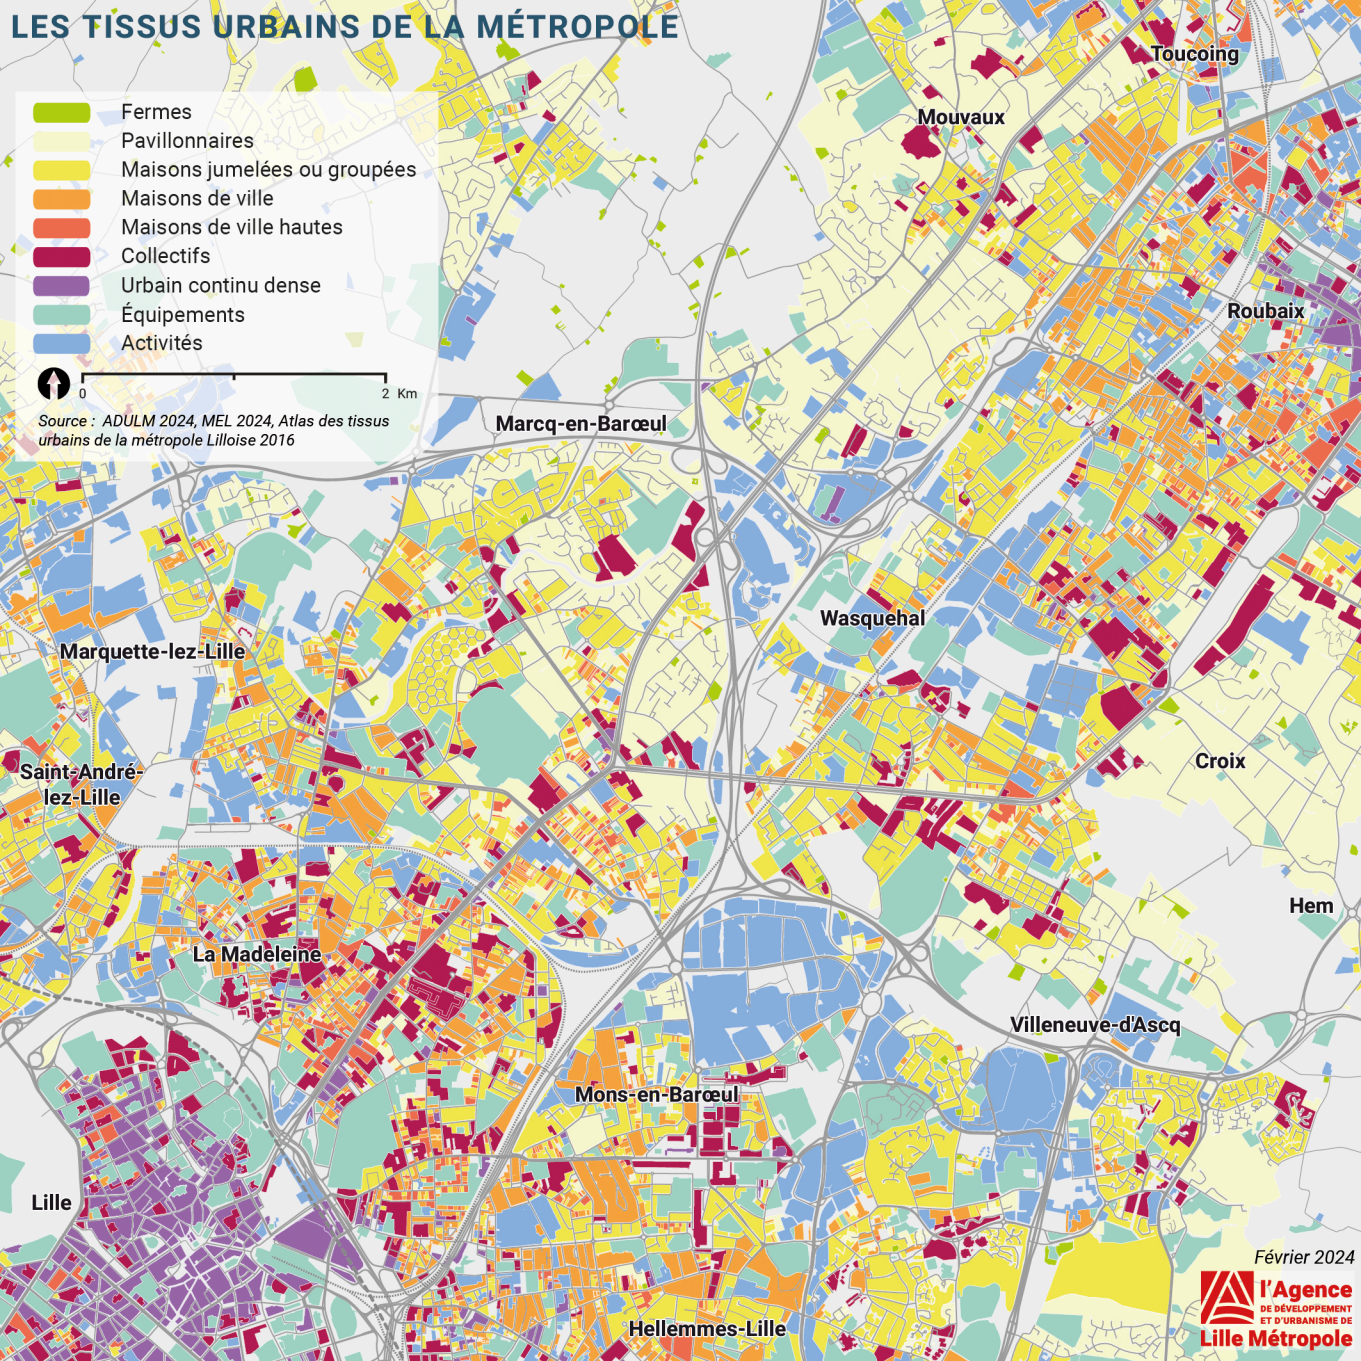 LES TISSUS URBAINS DE LA MÉTROPOLE
Fermes
Pavillonnaires
Maisons jumelées ou groupées
Maisons de ville
Maisons de ville hautes
Collectifs
Urbain continu dense
Équipements
Activités
0 2 Km
Source : ADULM 2024, MEL 2024, Atlas des tissus
urbains de la métropole Lilloise 2016
Toucoing
Mouvaux
Roubaix
Marcq-en-Barœul
Wasquehal
Marquette-lez-Lille
Croix
Saint-André-
lez-Lille
Hem
La Madeleine
Villeneuve-d'Ascq
Mons-en-Barœul
Lille
Hellemmes-Lille
Février 2024
l'Agence
DE DÉVELOPPEMENT
ET D'URBANISME DE
Lille Métropole